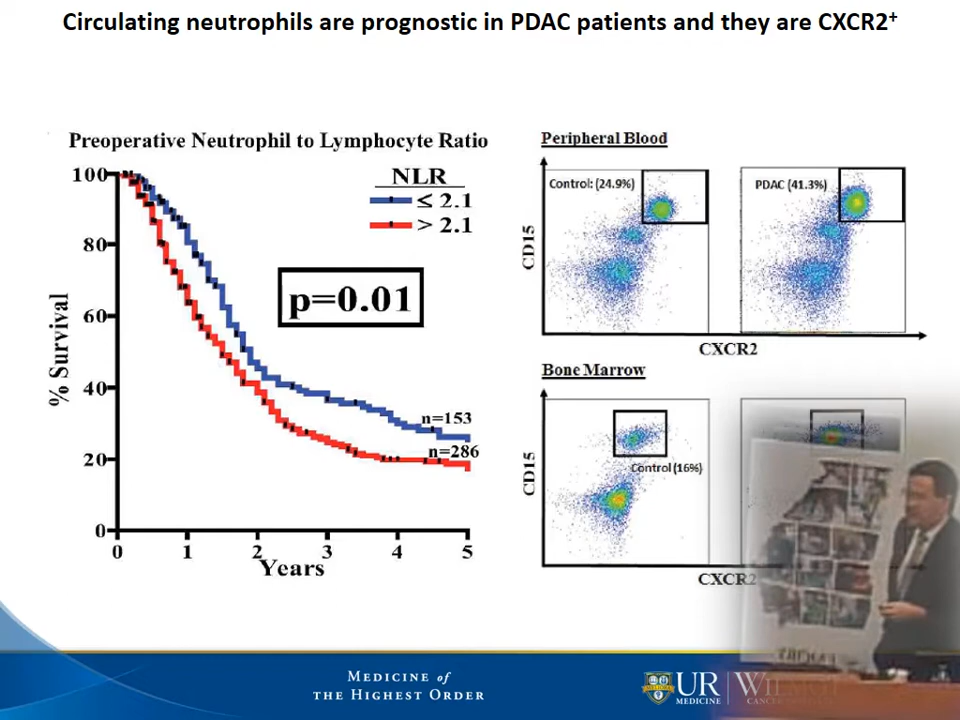 Circulating neutrophils are prognostic in PDAC patients and they are CXCR2+
Preoperative Neutrophil to Lymphocyte Ratio
NLR
≤ 2.1
> 2.1
p=0.01
% Survival
100
80
60
40
20
0
n=153
n=286
0 1 2 3 4 5
Years
Peripheral Blood
Control: (24.9%)
PDAC (41.3%)
CD15
CXCR2
Bone Marrow
Control (16%)
CD15
CXCR2
MEDICINE of
THE HIGHEST ORDER
MELIORA
UR
MEDICINE